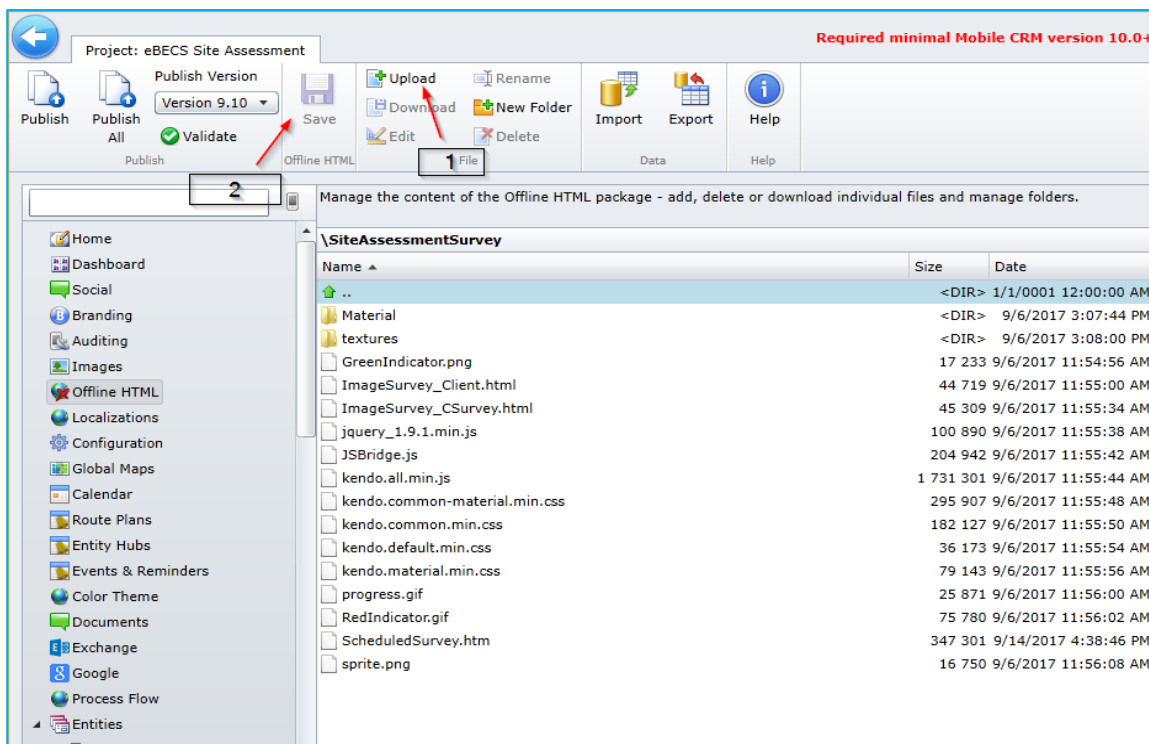 Project: eBECS Site Assessment
Required minimal Mobile CRM version 10.0+
Publish
Publish All
Publish Version
Version 9.10
Validate
Publish
Save
Offline HTML
Upload
Download
Edit
Rename
New Folder
Delete
File
1
2
Import
Export
Data
Help
Help
Manage the content of the Offline HTML package - add, delete or download individual files and manage folders.
Home
Dashboard
Social
Branding
Auditing
Images
Offline HTML
Localizations
Configuration
Global Maps
Calendar
Route Plans
Entity Hubs
Events & Reminders
Color Theme
Documents
Exchange
Google
Process Flow
Entities
\SiteAssessmentSurvey
Name Size Date
.. <DIR> 1/1/0001 12:00:00 AM
Material <DIR> 9/6/2017 3:07:44 PM
textures <DIR> 9/6/2017 3:08:00 PM
GreenIndicator.png 17 233 9/6/2017 11:54:56 AM
ImageSurvey_Client.html 44 719 9/6/2017 11:55:00 AM
ImageSurvey_CSurvey.html 45 309 9/6/2017 11:55:34 AM
jquery_1.9.1.min.js 100 890 9/6/2017 11:55:38 AM
JSBridge.js 204 942 9/6/2017 11:55:42 AM
kendo.all.min.js 1 731 301 9/6/2017 11:55:44 AM
kendo.common-material.min.css 295 907 9/6/2017 11:55:48 AM
kendo.common.min.css 182 127 9/6/2017 11:55:50 AM
kendo.default.min.css 36 173 9/6/2017 11:55:54 AM
kendo.material.min.css 79 143 9/6/2017 11:55:56 AM
progress.gif 25 871 9/6/2017 11:56:00 AM
RedIndicator.gif 75 780 9/6/2017 11:56:02 AM
ScheduledSurvey.htm 347 301 9/14/2017 4:38:46 PM
sprite.png 16 750 9/6/2017 11:56:08 AM